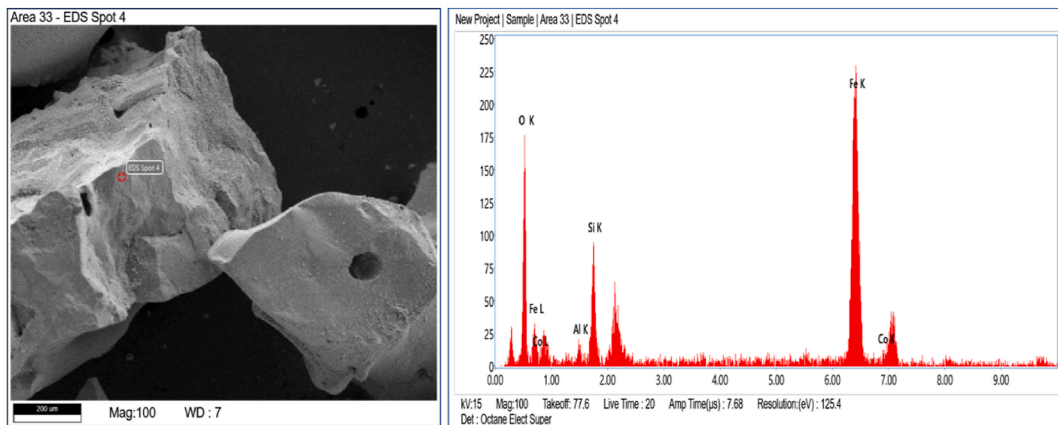 Area 33 - EDS Spot 4
EDS Spot 4
200 um
Mag:100 WD : 7
New Project | Sample | Area 33 | EDS Spot 4
250
225
200
175
150
125
100
75
50
25
0
O K
Fe L
Co L
Al K
Si K
Fe K
Co K
0.00 1.00 2.00 3.00 4.00 5.00 6.00 7.00 8.00 9.00
kV:15 Mag:100 Takeoff: 77.6 Live Time : 20 Amp Time(µs) : 7.68 Resolution:(eV) : 125.4
Det : Octane Elect Super